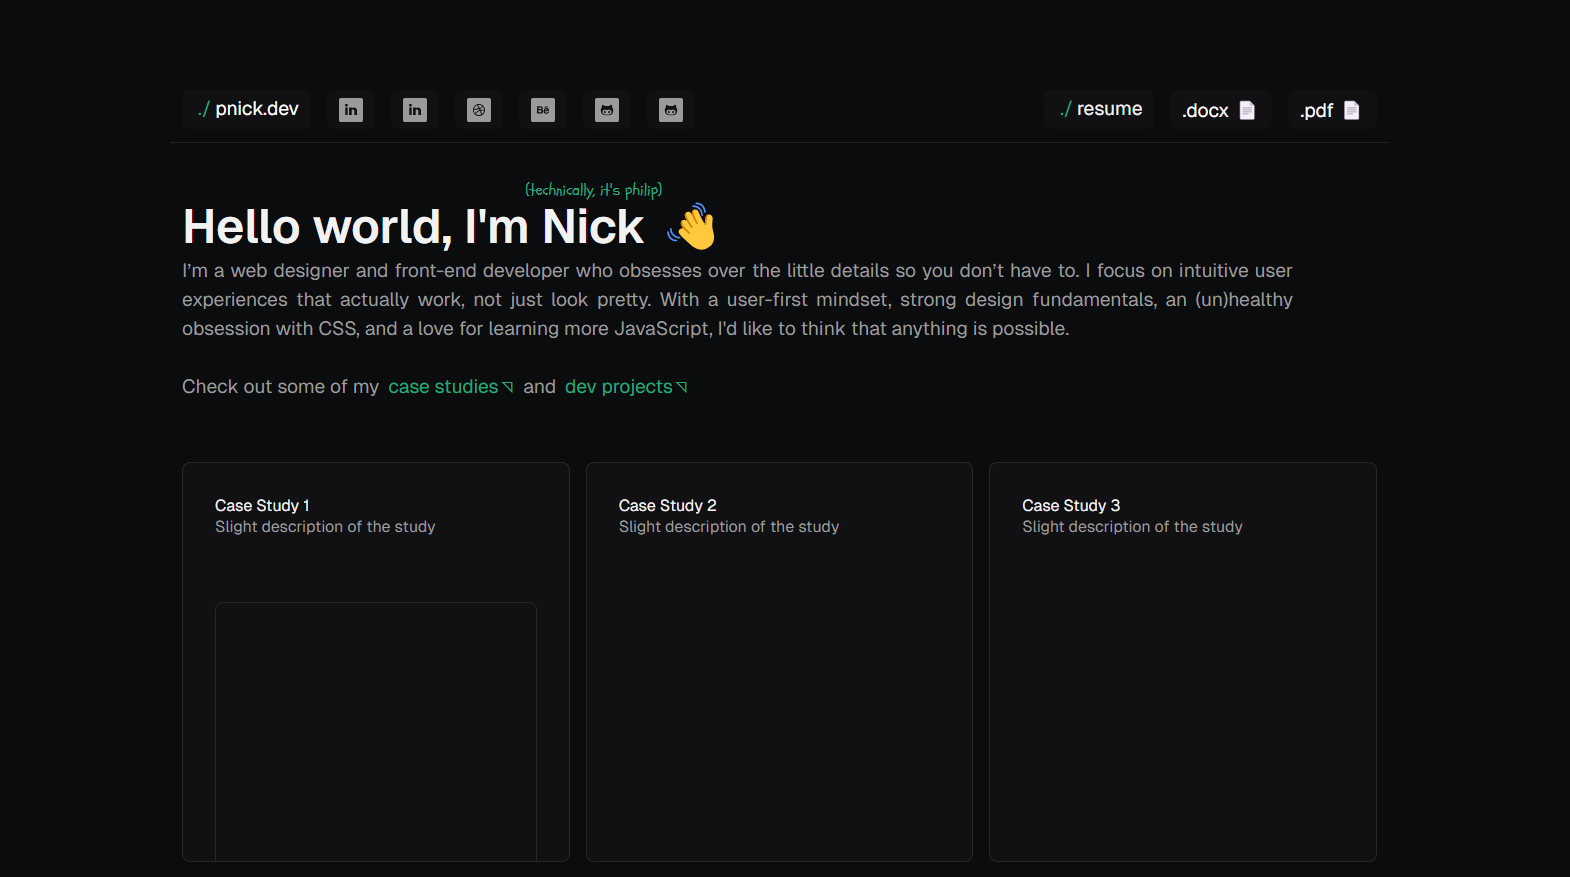 ./ pnick.dev in in Bē ./ resume .docx .pdf
(technically, it's philip)
Hello world, I'm Nick
I’m a web designer and front-end developer who obsesses over the little details so you don’t have to. I focus on intuitive user
experiences that actually work, not just look pretty. With a user-first mindset, strong design fundamentals, an (un)healthy
obsession with CSS, and a love for learning more JavaScript, I'd like to think that anything is possible.
Check out some of my case studies and dev projects
Case Study 1
Slight description of the study
Case Study 2
Slight description of the study
Case Study 3
Slight description of the study